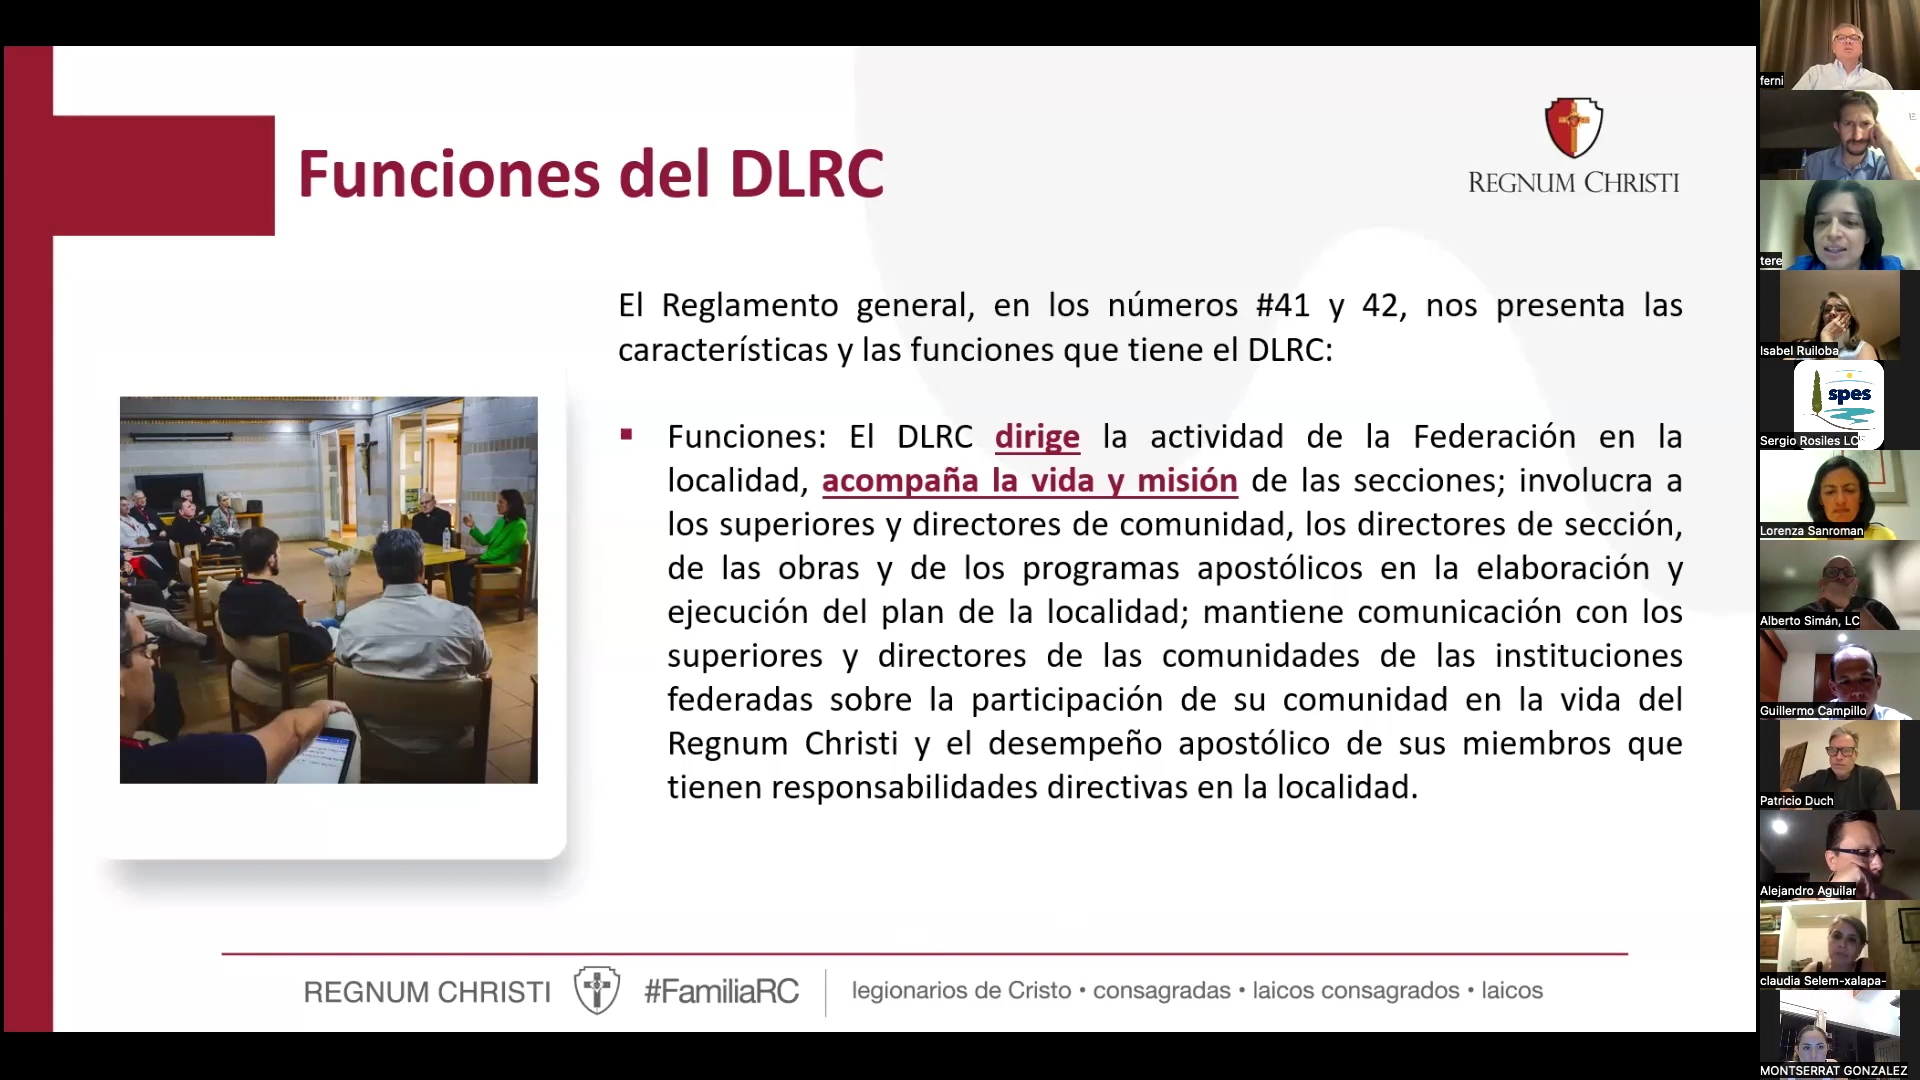 Funciones del DLRC
REGNUM CHRISTI
El Reglamento general, en los números #41 y 42, nos presenta las
características y las funciones que tiene el DLRC:
▪ Funciones: El DLRC dirige la actividad de la Federación en la
localidad, acompaña la vida y misión de las secciones; involucra a
los superiores y directores de comunidad, los directores de sección,
de las obras y de los programas apostólicos en la elaboración y
ejecución del plan de la localidad; mantiene comunicación con los
superiores y directores de las comunidades de las instituciones
federadas sobre la participación de su comunidad en la vida del
Regnum Christi y el desempeño apostólico de sus miembros que
tienen responsabilidades directivas en la localidad.
REGNUM CHRISTI #FamiliaRC legionarios de Cristo • consagradas • laicos consagrados • laicos
ferni
tere
Isabel Ruiloba
spes
Sergio Rosiles LC
Lorenza Sanroman
Alberto Simán, LC
Guillermo Campillo
Patricio Duch
Alejandro Aguilar
claudia Selem-xalapa-
MONTSERRAT GONZALEZ